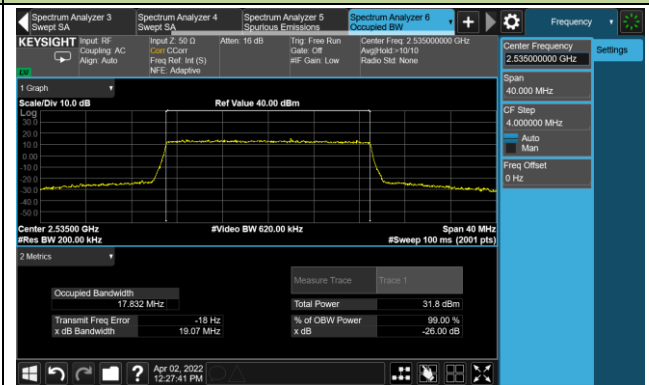 Spectrum Analyzer 3
Swept SA
Spectrum Analyzer 4
Swept SA
Spectrum Analyzer 5
Spurious Emissions
Spectrum Analyzer 6
Occupied BW
Frequency
KEYSIGHT
Input: RF
Coupling: AC
Align: Auto
Input Z: 50 Ω
Corr CCorr
Freq Ref: Int (S)
NFE: Adaptive
Atten: 16 dB
Trig: Free Run
Gate: Off
#IF Gain: Low
Center Freq: 2.535000000 GHz
Avg|Hold:>10/10
Radio Std: None
Center Frequency
2.535000000 GHz
Settings
Span
40.000 MHz
CF Step
4.000000 MHz
Auto
Man
Freq Offset
0 Hz
1 Graph
Scale/Div 10.0 dB
Ref Value 40.00 dBm
Log
30.0
20.0
10.0
0.00
-10.0
-20.0
-30.0
-40.0
-50.0
Center 2.53500 GHz
#Video BW 620.00 kHz
Span 40 MHz
#Res BW 200.00 kHz
#Sweep 100 ms (2001 pts)
2 Metrics
Measure Trace
Trace 1
Occupied Bandwidth
17.832 MHz
Total Power
31.8 dBm
Transmit Freq Error
-18 Hz
% of OBW Power
99.00 %
x dB Bandwidth
19.07 MHz
x dB
-26.00 dB
Apr 02, 2022
12:27:41 PM